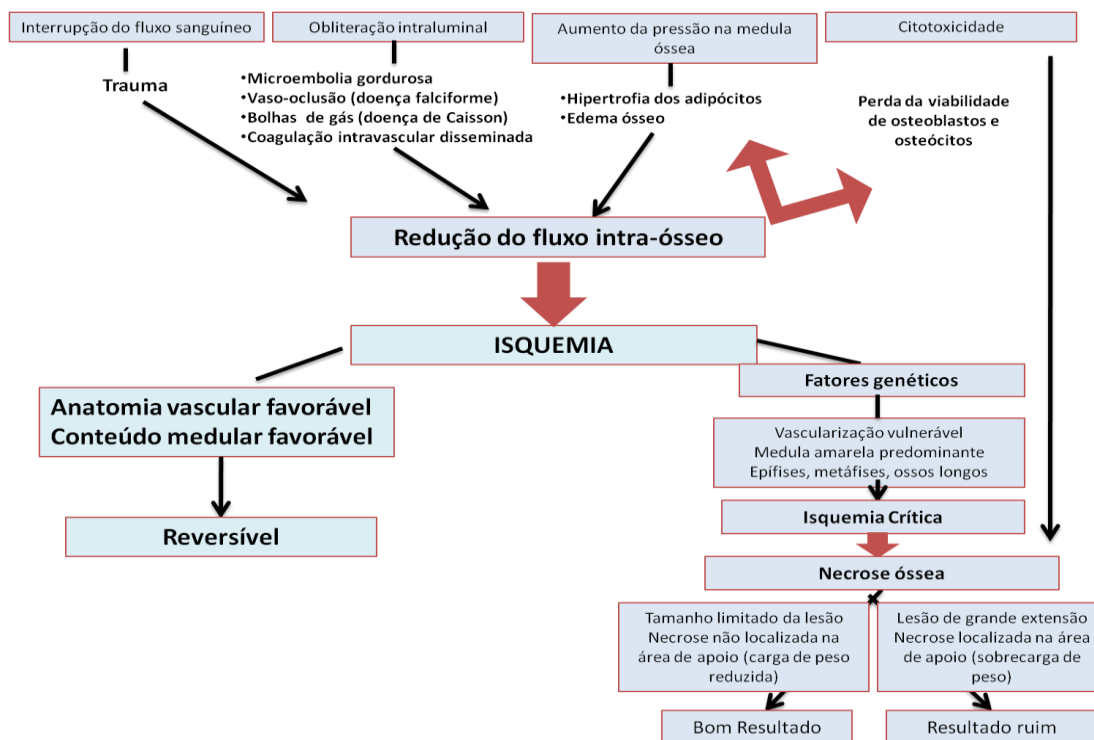 Interrupção do fluxo sanguíneo
Obliteração intraluminal
Aumento da pressão na medula
óssea
Citotoxicidade
Trauma
•Microembolia gordurosa
•Vaso-oclusão (doença falciforme)
•Bolhas de gás (doença de Caisson)
•Coagulação intravascular disseminada
•Hipertrofia dos adipócitos
•Edema ósseo
Perda da viabilidade
de osteoblastos e
osteócitos
Redução do fluxo intra-ósseo
ISQUEMIA
Anatomia vascular favorável
Conteúdo medular favorável
Reversível
Fatores genéticos
Vascularização vulnerável
Medula amarela predominante
Epífises, metáfises, ossos longos
Isquemia Crítica
Necrose óssea
Tamanho limitado da lesão
Necrose não localizada na
área de apoio (carga de peso
reduzida)
Lesão de grande extensão
Necrose localizada na área
de apoio (sobrecarga de
peso)
Bom Resultado
Resultado ruim